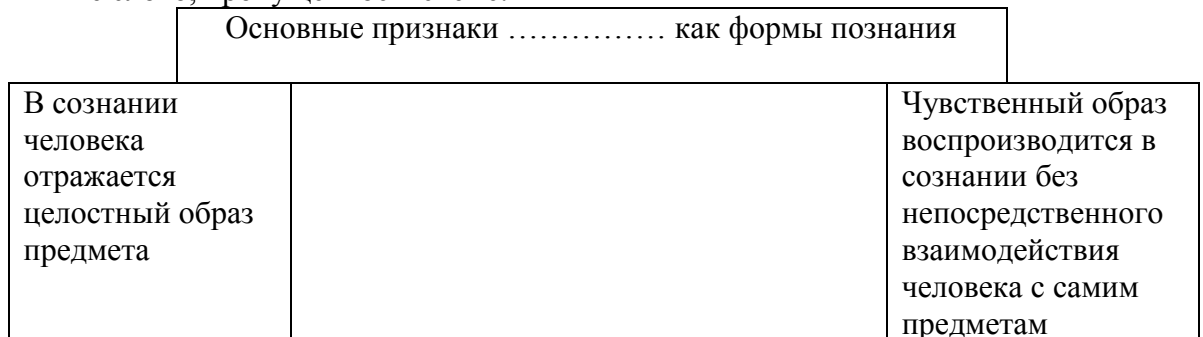 Основные признаки …………… как формы познания
В сознании
человека
отражается
целостный образ
предмета
Чувственный образ
воспроизводится в
сознании без
непосредственного
взаимодействия
человека с самим
предметам